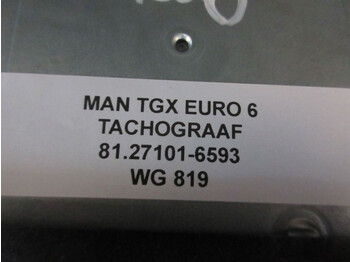 MAN TGX EURO 6
TACHOGRAAF
81.27101-6593
WG 819